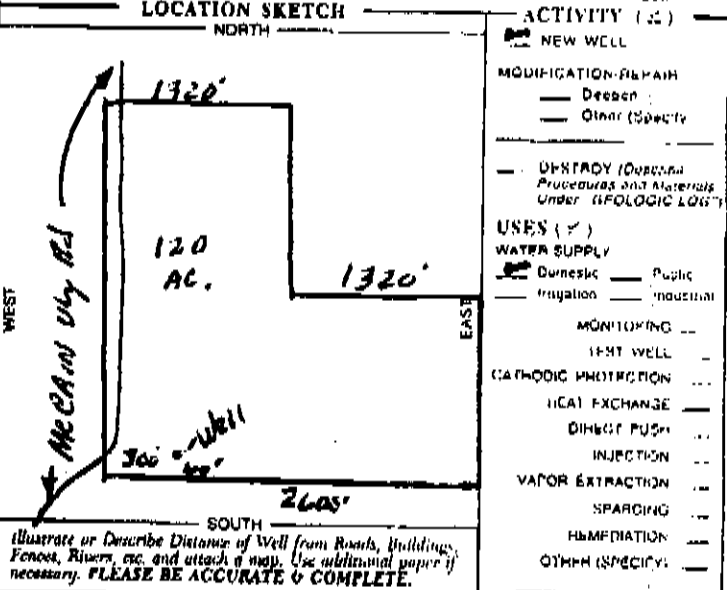 LOCATION SKETCH
NORTH
1320'
120
AC.
1320'
WEST
EAST
McCAIN Vly Rd
300'
Well
2605'
SOUTH
Illustrate or Describe Distance of Well from Roads, Buildings,
Fences, Rivers, etc. and attach a map. Use additional paper if
necessary. PLEASE BE ACCURATE & COMPLETE.
ACTIVITY (✓)
NEW WELL
MODIFICATION/REPAIR
Deepen
Other (Specify
DESTROY (Describe
Procedures and Materials
Under "GEOLOGIC LOG")
USES (✓)
WATER SUPPLY
Domestic Public
Irrigation Industrial
MONITORING
TEST WELL
CATHODIC PROTECTION
HEAT EXCHANGE
DIRECT PUSH
INJECTION
VAPOR EXTRACTION
SPARGING
REMEDIATION
OTHER (SPECIFY)